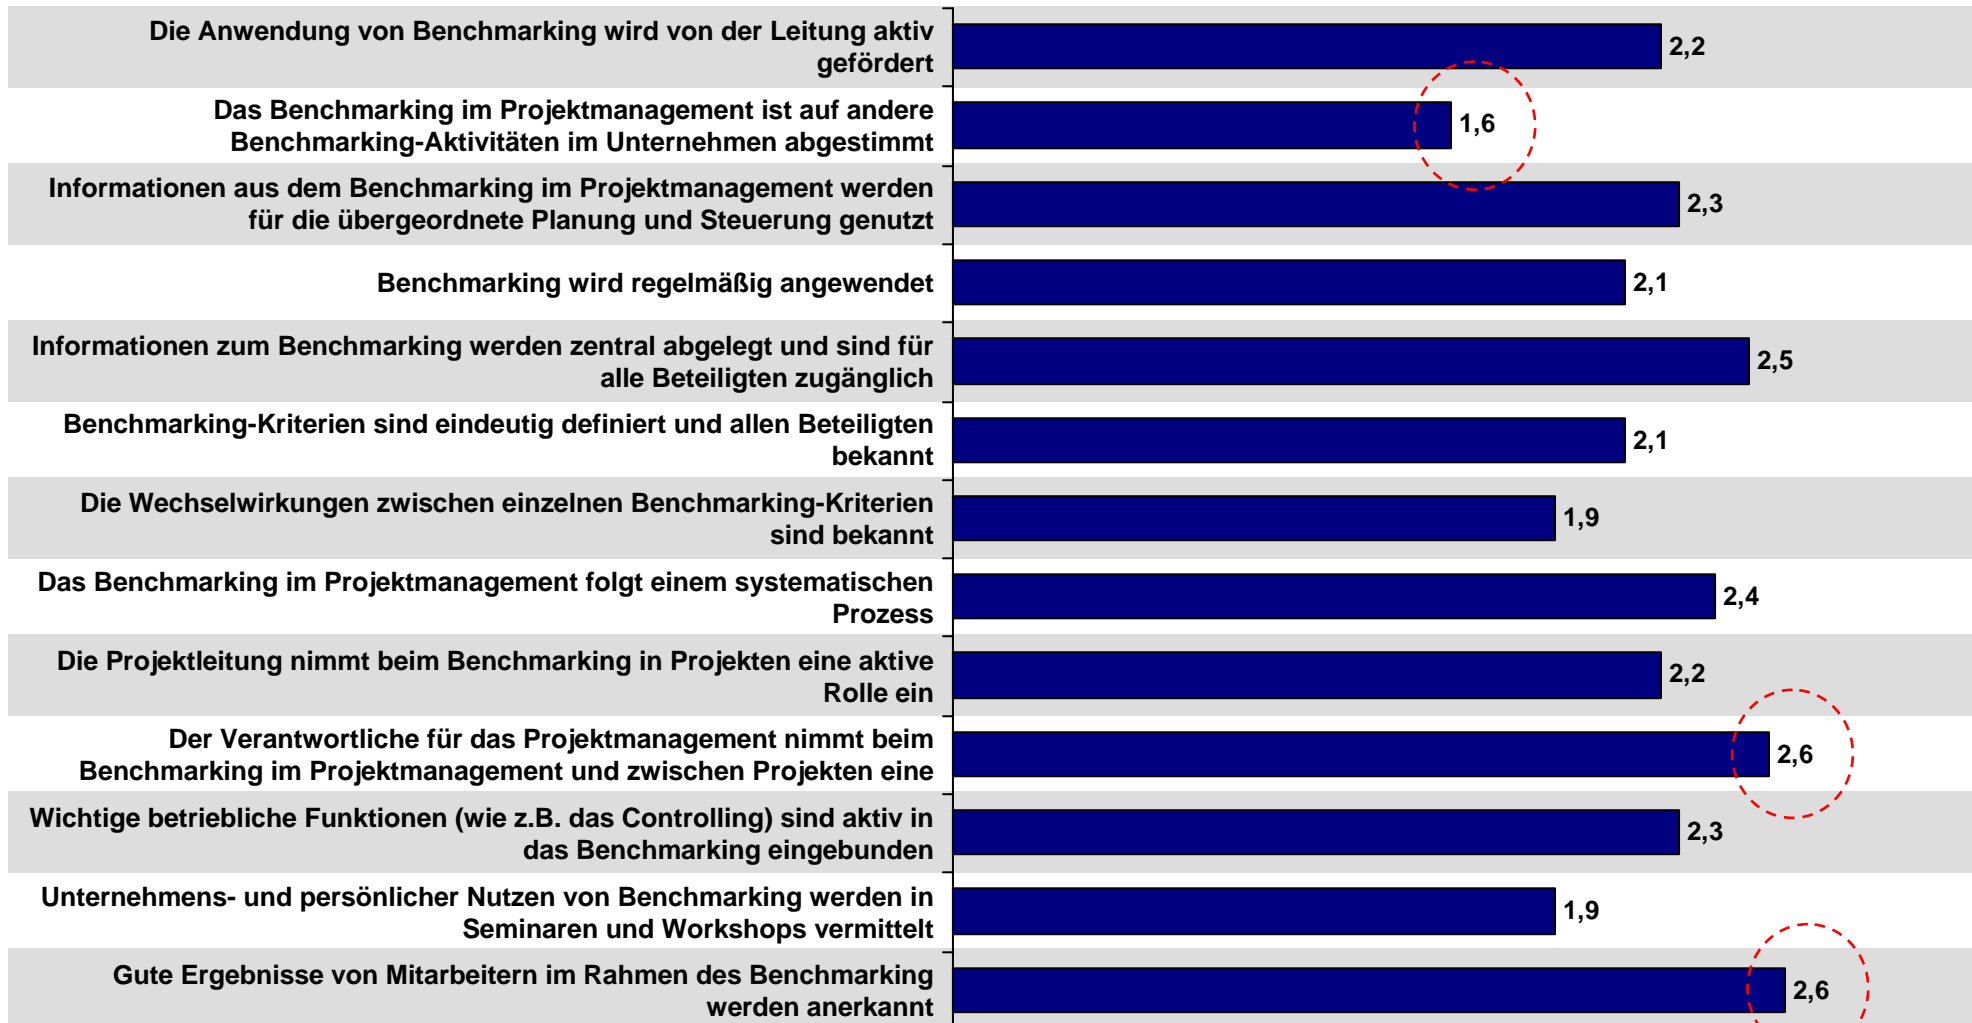 Die Anwendung von Benchmarking wird von der Leitung aktiv
gefördert
2,2
Das Benchmarking im Projektmanagement ist auf andere
Benchmarking-Aktivitäten im Unternehmen abgestimmt
1,6
Informationen aus dem Benchmarking im Projektmanagement werden
für die übergeordnete Planung und Steuerung genutzt
2,3
Benchmarking wird regelmäßig angewendet
2,1
Informationen zum Benchmarking werden zentral abgelegt und sind für
alle Beteiligten zugänglich
2,5
Benchmarking-Kriterien sind eindeutig definiert und allen Beteiligten
bekannt
2,1
Die Wechselwirkungen zwischen einzelnen Benchmarking-Kriterien
sind bekannt
1,9
Das Benchmarking im Projektmanagement folgt einem systematischen
Prozess
2,4
Die Projektleitung nimmt beim Benchmarking in Projekten eine aktive
Rolle ein
2,2
Der Verantwortliche für das Projektmanagement nimmt beim
Benchmarking im Projektmanagement und zwischen Projekten eine
2,6
Wichtige betriebliche Funktionen (wie z.B. das Controlling) sind aktiv in
das Benchmarking eingebunden
2,3
Unternehmens- und persönlicher Nutzen von Benchmarking werden in
Seminaren und Workshops vermittelt
1,9
Gute Ergebnisse von Mitarbeitern im Rahmen des Benchmarking
werden anerkannt
2,6